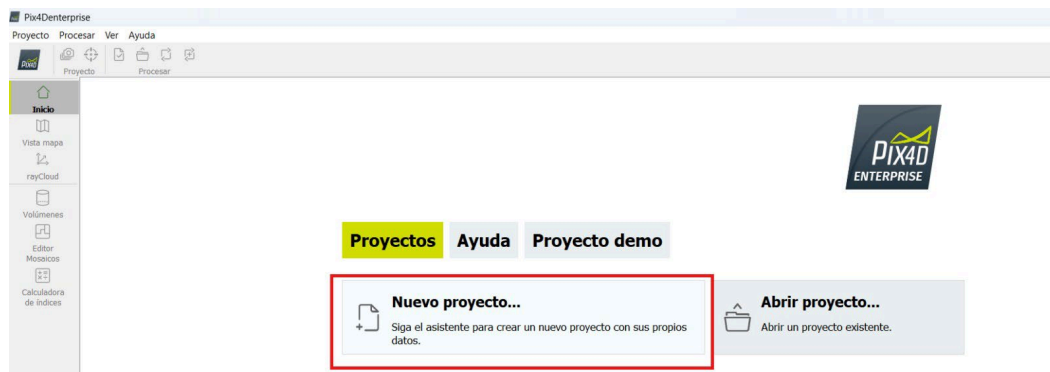 Pix4Denterprise
Proyecto Procesar Ver Ayuda
PIX4D
Proyecto
Procesar
Inicio
Vista mapa
rayCloud
Volúmenes
Editor
Mosaicos
Calculadora
de índices
PIX4D
ENTERPRISE
Proyectos Ayuda Proyecto demo
Nuevo proyecto...
Siga el asistente para crear un nuevo proyecto con sus propios
datos.
Abrir proyecto...
Abrir un proyecto existente.